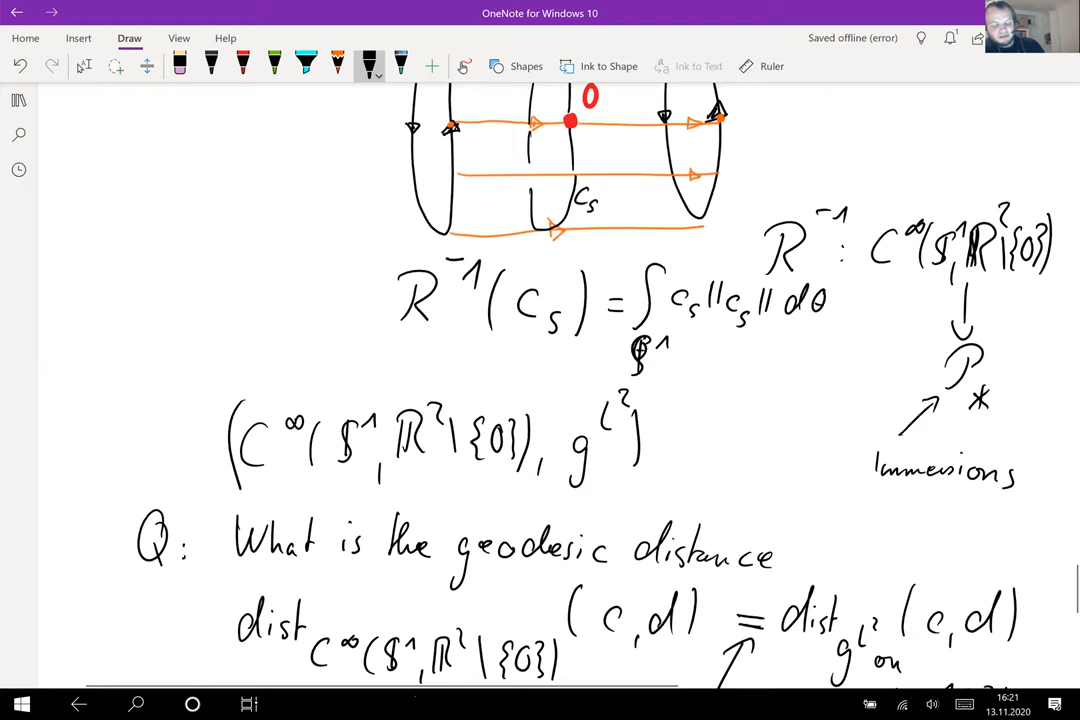 OneNote for Windows 10
Home Insert Draw View Help Saved offline (error)
Shapes Ink to Shape Ink to Text Ruler
0
c_s
R^{-1} : C^∞(S^1, R^2\{0})
R^{-1}(c_s) = ∫_{S^1} c_s ||c_s|| dθ
P_*
Immersions
(C^∞(S^1, R^2\{0}), g^{L^2})
Q: What is the geodesic distance
dist_{C^∞(S^1, R^2\{0})} (c,d) = dist_{g^{L^2} on} (c,d)
16:21
13.11.2020